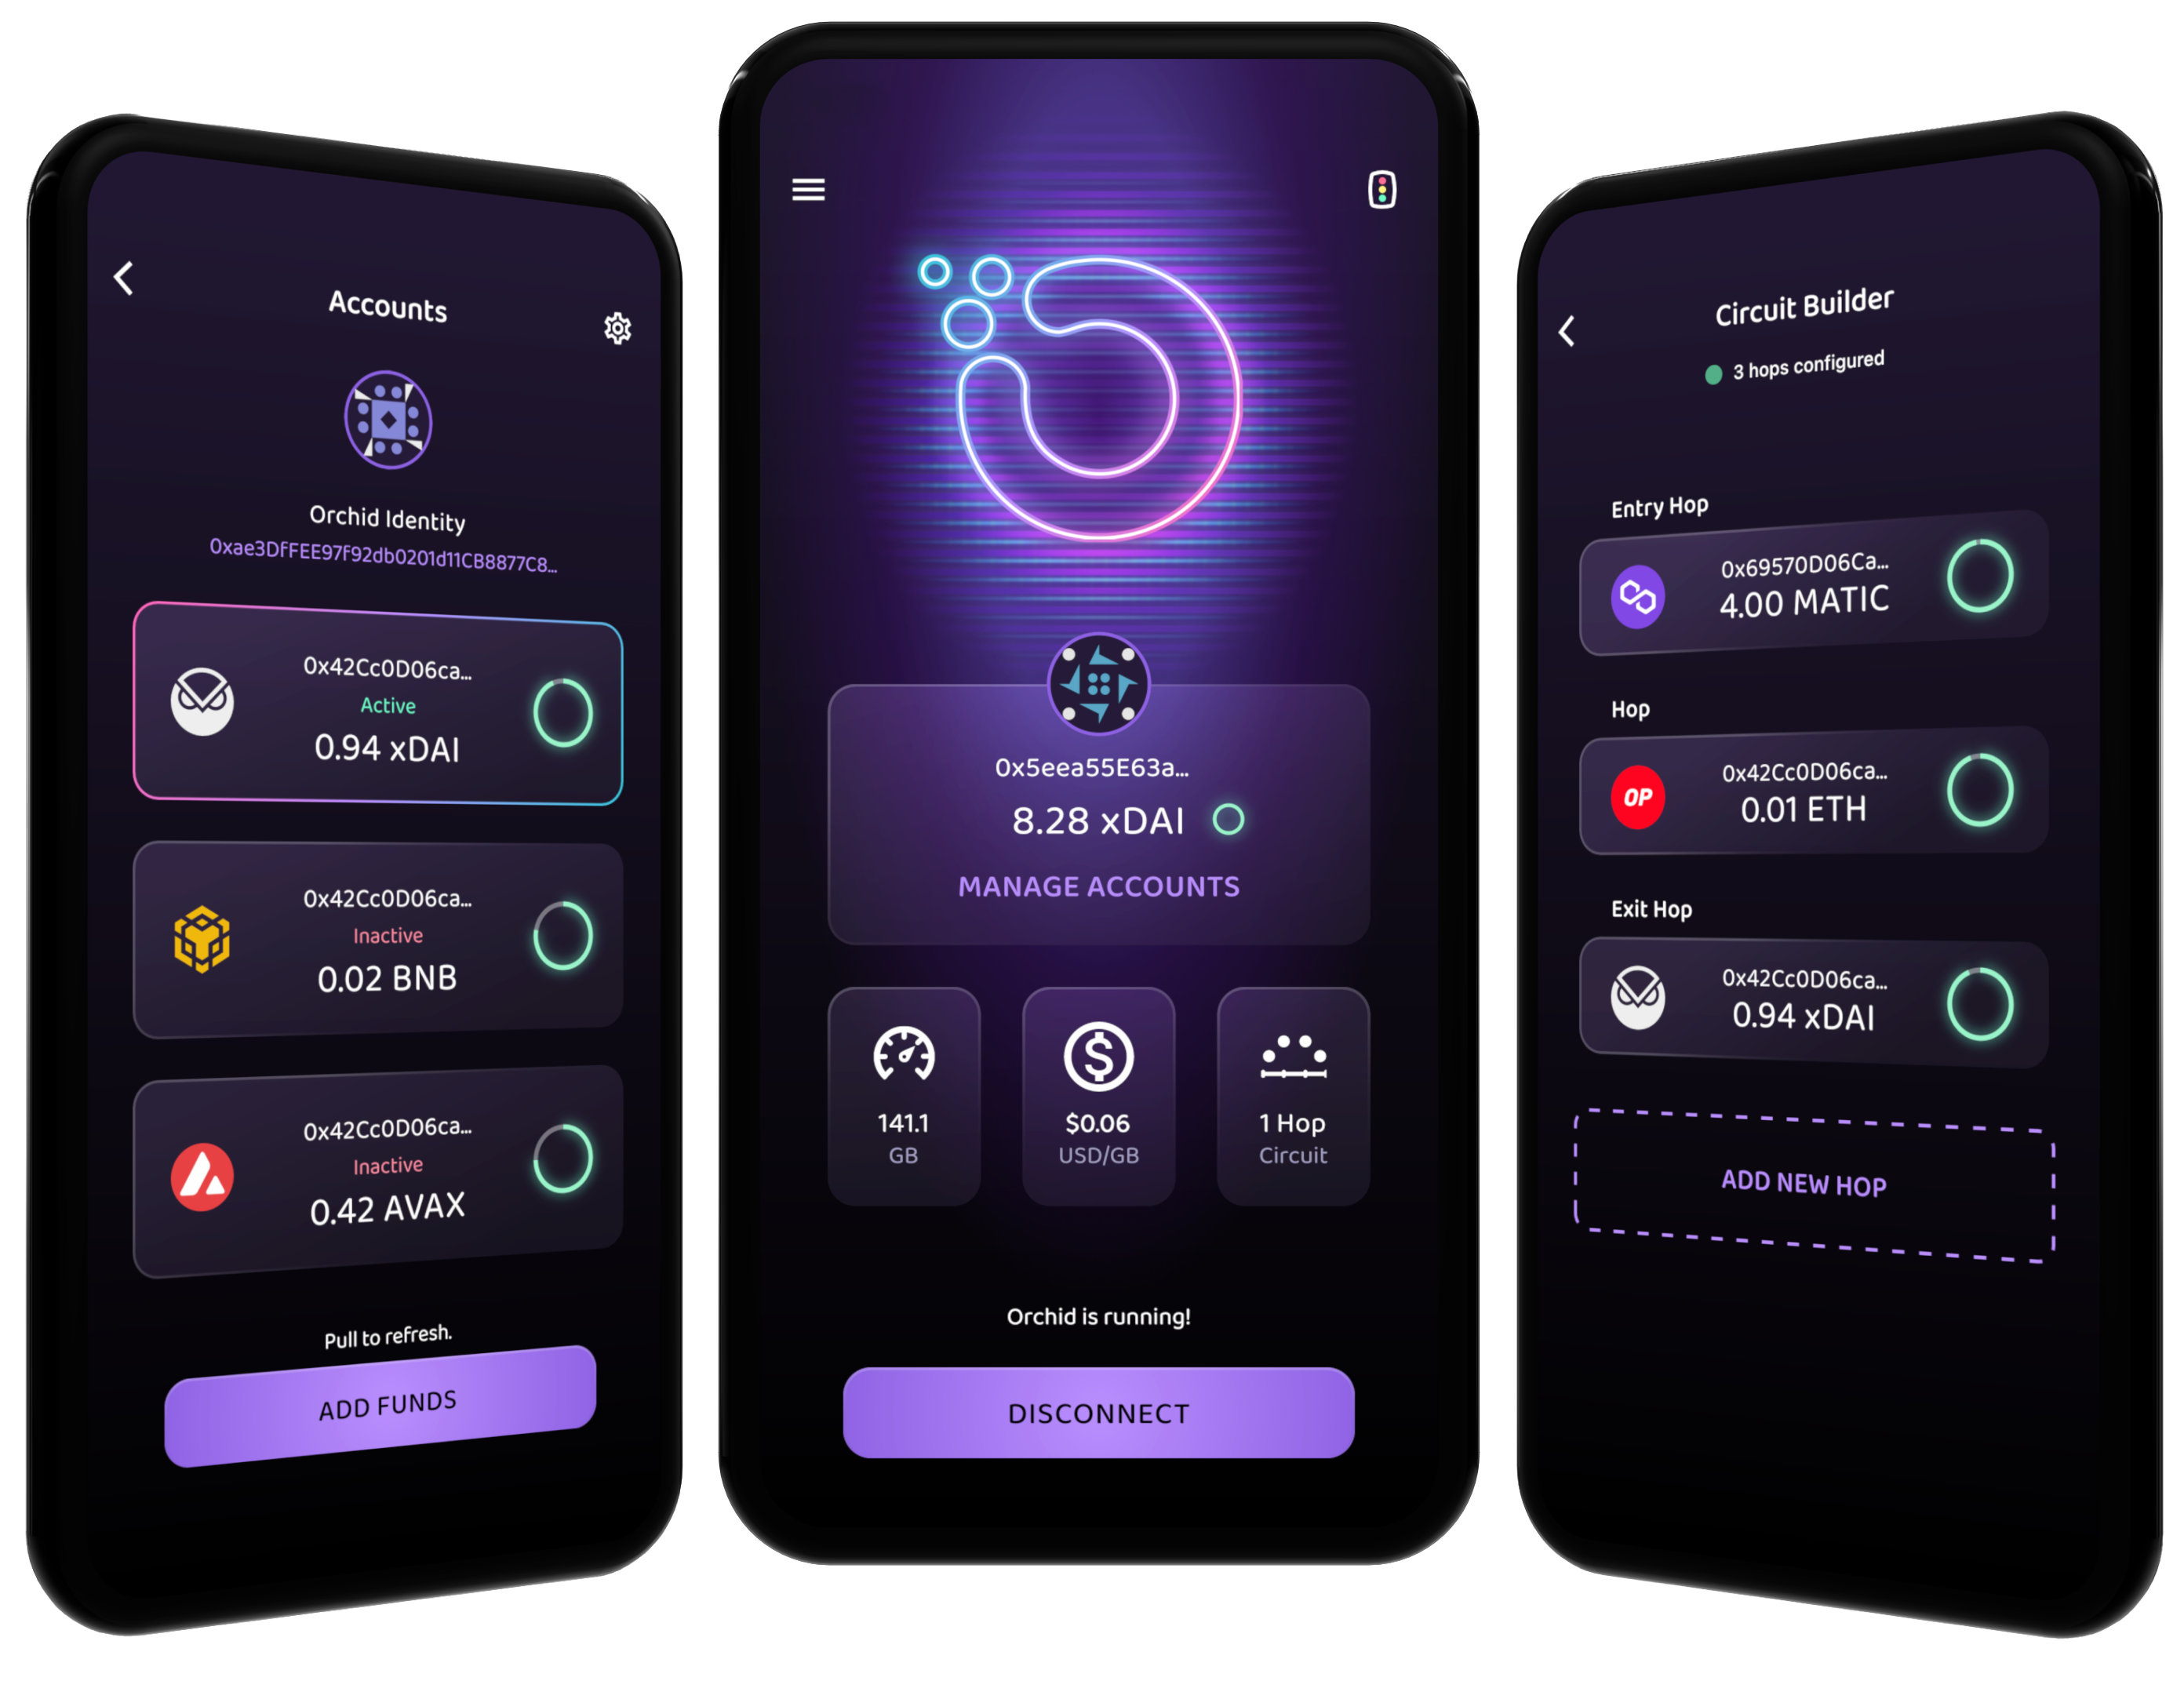 Accounts
Orchid Identity
0xae3DfFEE97f92db0201d11CB8877C8...
0x42Cc0D06ca...
Active
0.94 xDAI
0x42Cc0D06ca...
Inactive
0.02 BNB
0x42Cc0D06ca...
Inactive
0.42 AVAX
Pull to refresh.
ADD FUNDS
0x5eea55E63a...
8.28 xDAI
MANAGE ACCOUNTS
141.1
GB
$0.06
USD/GB
1 Hop
Circuit
Orchid is running!
DISCONNECT
Circuit Builder
3 hops configured
Entry Hop
0x69570D06Ca...
4.00 MATIC
Hop
OP
0x42Cc0D06ca...
0.01 ETH
Exit Hop
0x42Cc0D06ca...
0.94 xDAI
ADD NEW HOP